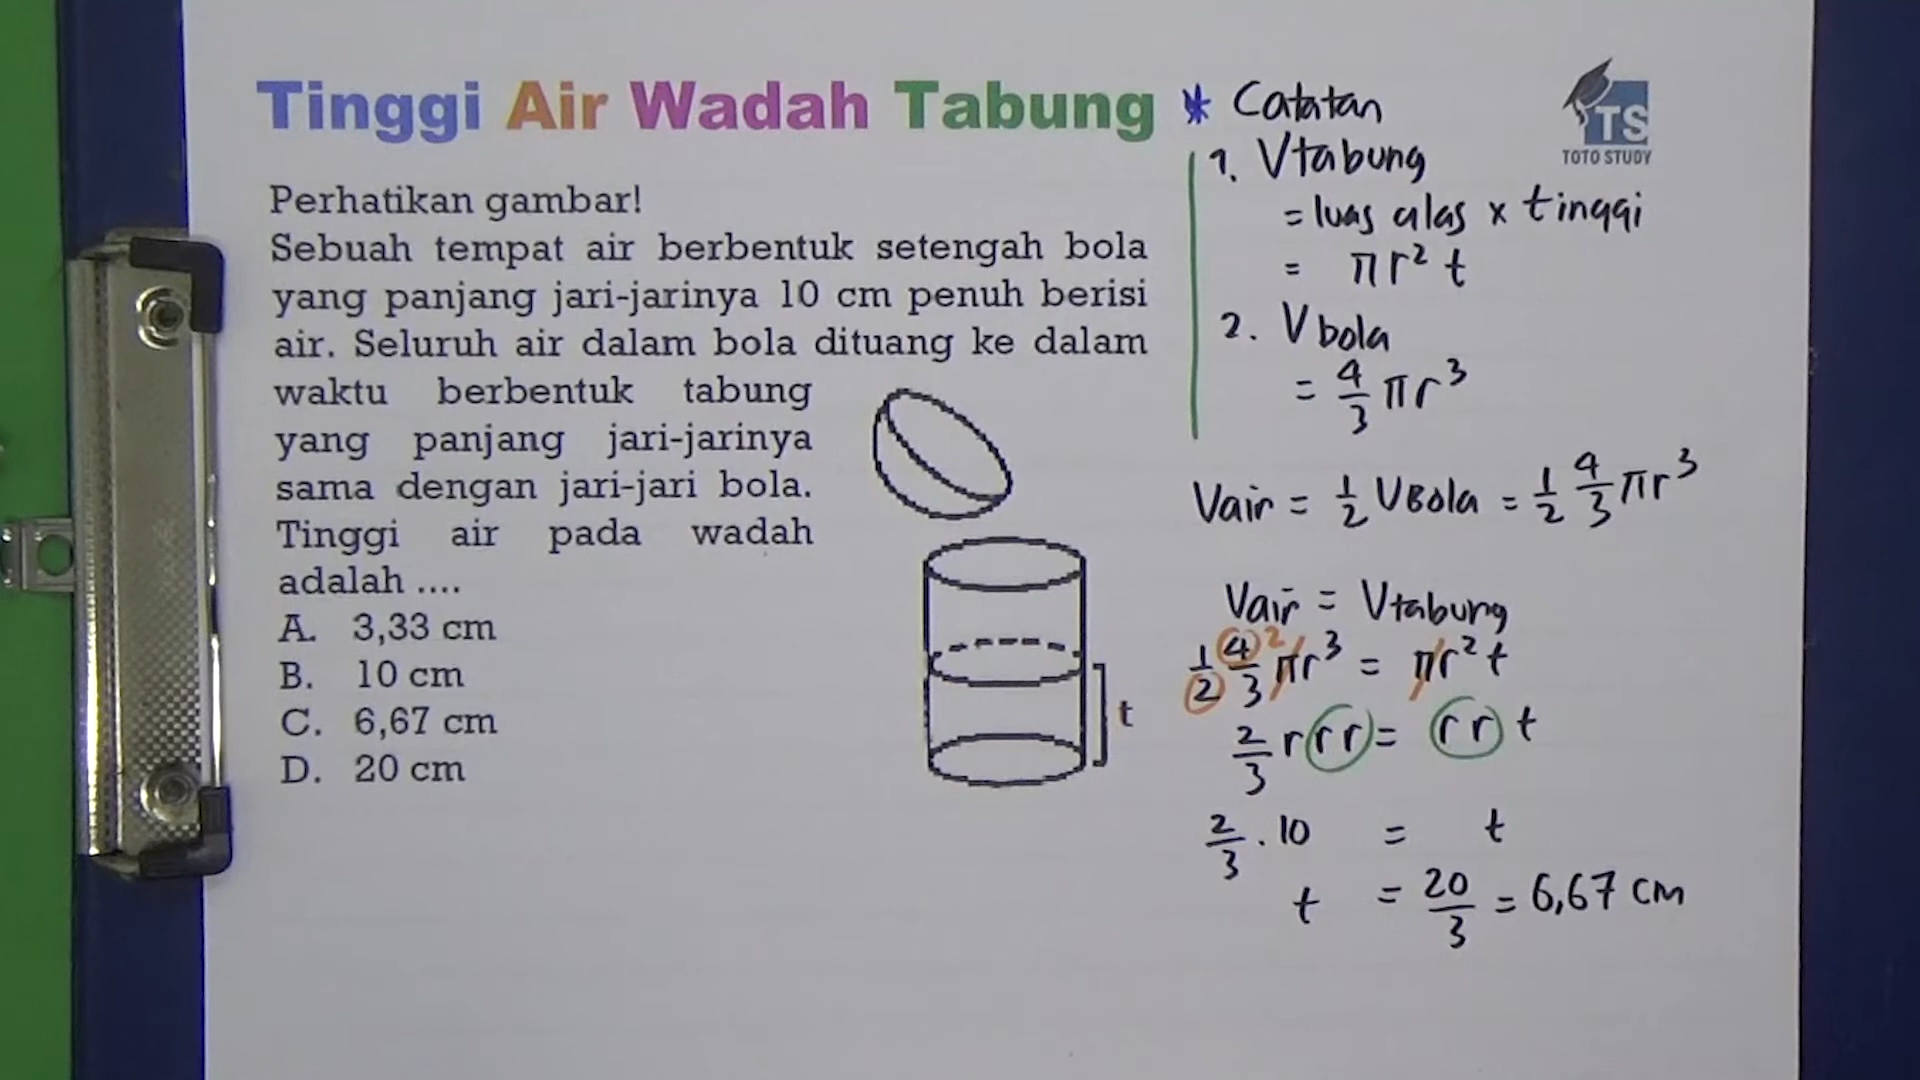 Tinggi Air Wadah Tabung
Perhatikan gambar!
Sebuah tempat air berbentuk setengah bola
yang panjang jari-jarinya 10 cm penuh berisi
air. Seluruh air dalam bola dituang ke dalam
waktu berbentuk tabung
yang panjang jari-jarinya
sama dengan jari-jari bola.
Tinggi air pada wadah
adalah ....
A. 3,33 cm
B. 10 cm
C. 6,67 cm
D. 20 cm
t
* Catatan
1. Vtabung
= luas alas x tinggi
= πr² t
2. Vbola
= 4/3 πr³
Vair = 1/2 VBola = 1/2 4/3 πr³
Vair = Vtabung
1/2 4/3 2 πr³ = πr² t
2/3 r r r = r r t
2/3 . 10 = t
t = 20/3 = 6,67 cm
TS
TOTO STUDY